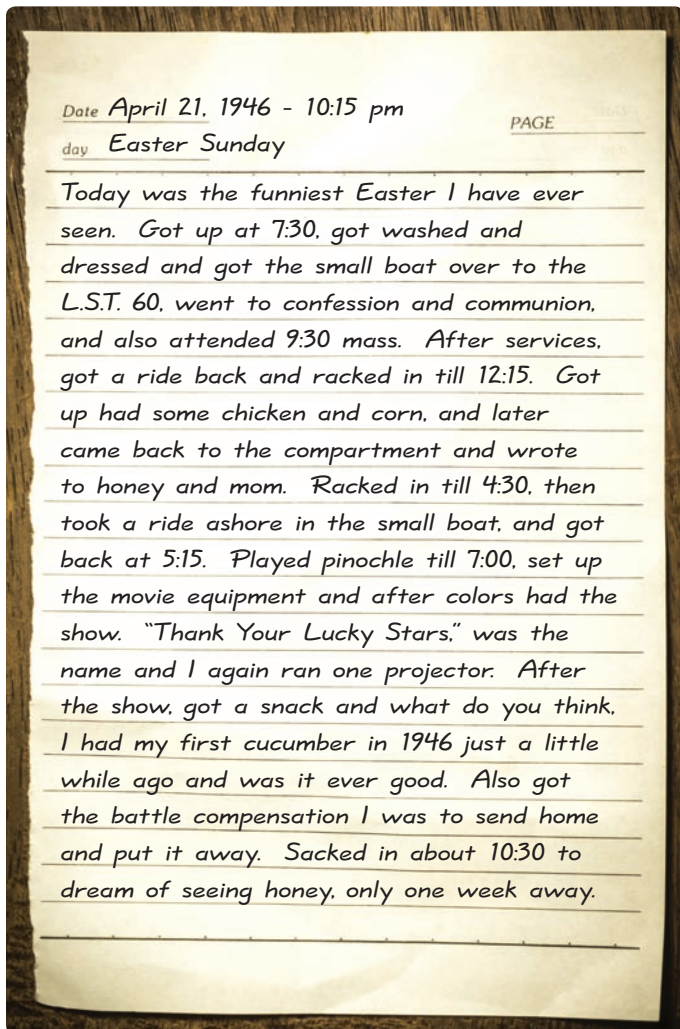 Date April 21, 1946 - 10:15 pm
PAGE
day Easter Sunday
Today was the funniest Easter I have ever
seen. Got up at 7:30, got washed and
dressed and got the small boat over to the
L.S.T. 60, went to confession and communion,
and also attended 9:30 mass. After services,
got a ride back and racked in till 12:15. Got
up had some chicken and corn, and later
came back to the compartment and wrote
to honey and mom. Racked in till 4:30, then
took a ride ashore in the small boat, and got
back at 5:15. Played pinochle till 7:00, set up
the movie equipment and after colors had the
show. “Thank Your Lucky Stars,” was the
name and I again ran one projector. After
the show, got a snack and what do you think,
I had my first cucumber in 1946 just a little
while ago and was it ever good. Also got
the battle compensation I was to send home
and put it away. Sacked in about 10:30 to
dream of seeing honey, only one week away.